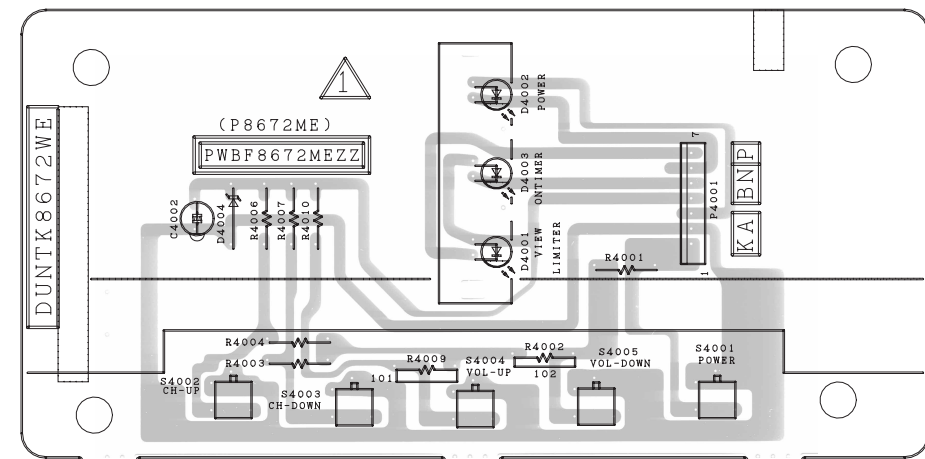 1
(P8672ME)
PWBF8672MEZZ
DUNTK8672WE
C4002
D4004
R4006
R4007
R4010
D4002
POWER
D4003
ONTIMER
D4001
VIEW
LIMITER
7
P4001
1
BNP
KA
R4001
R4004
R4003
R4009
101
R4002
102
S4002
CH-UP
S4003
CH-DOWN
S4004
VOL-UP
S4005
VOL-DOWN
S4001
POWER